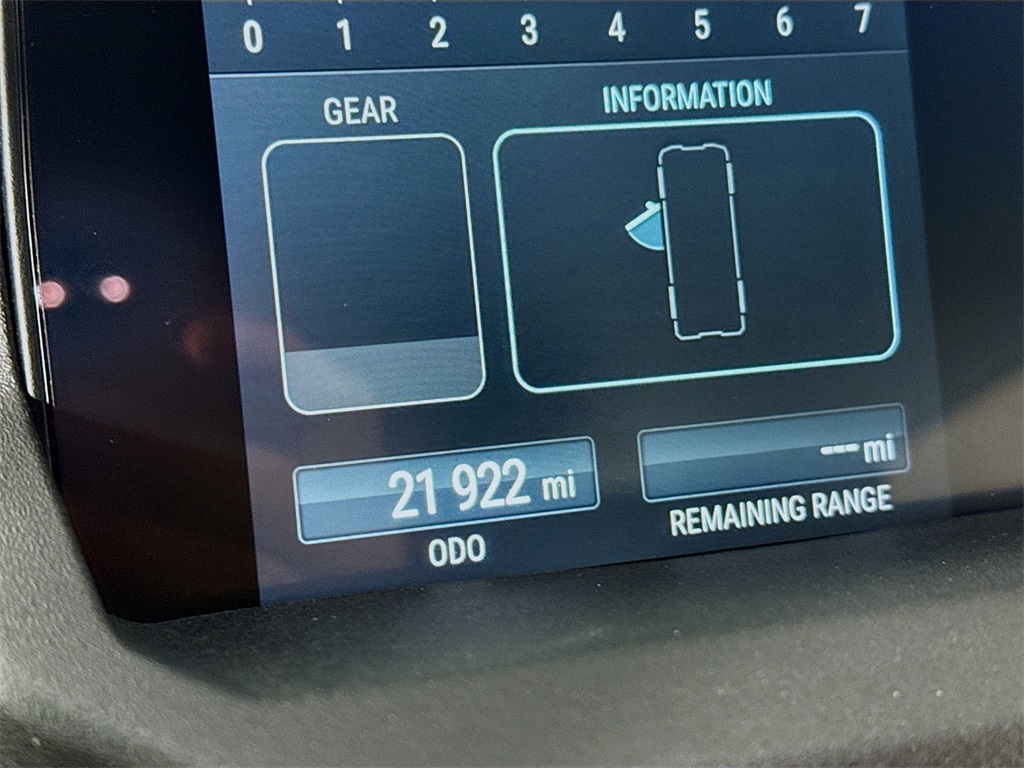 0 1 2 3 4 5 6 7
GEAR
INFORMATION
21 922 mi
--- mi
ODO
REMAINING RANGE